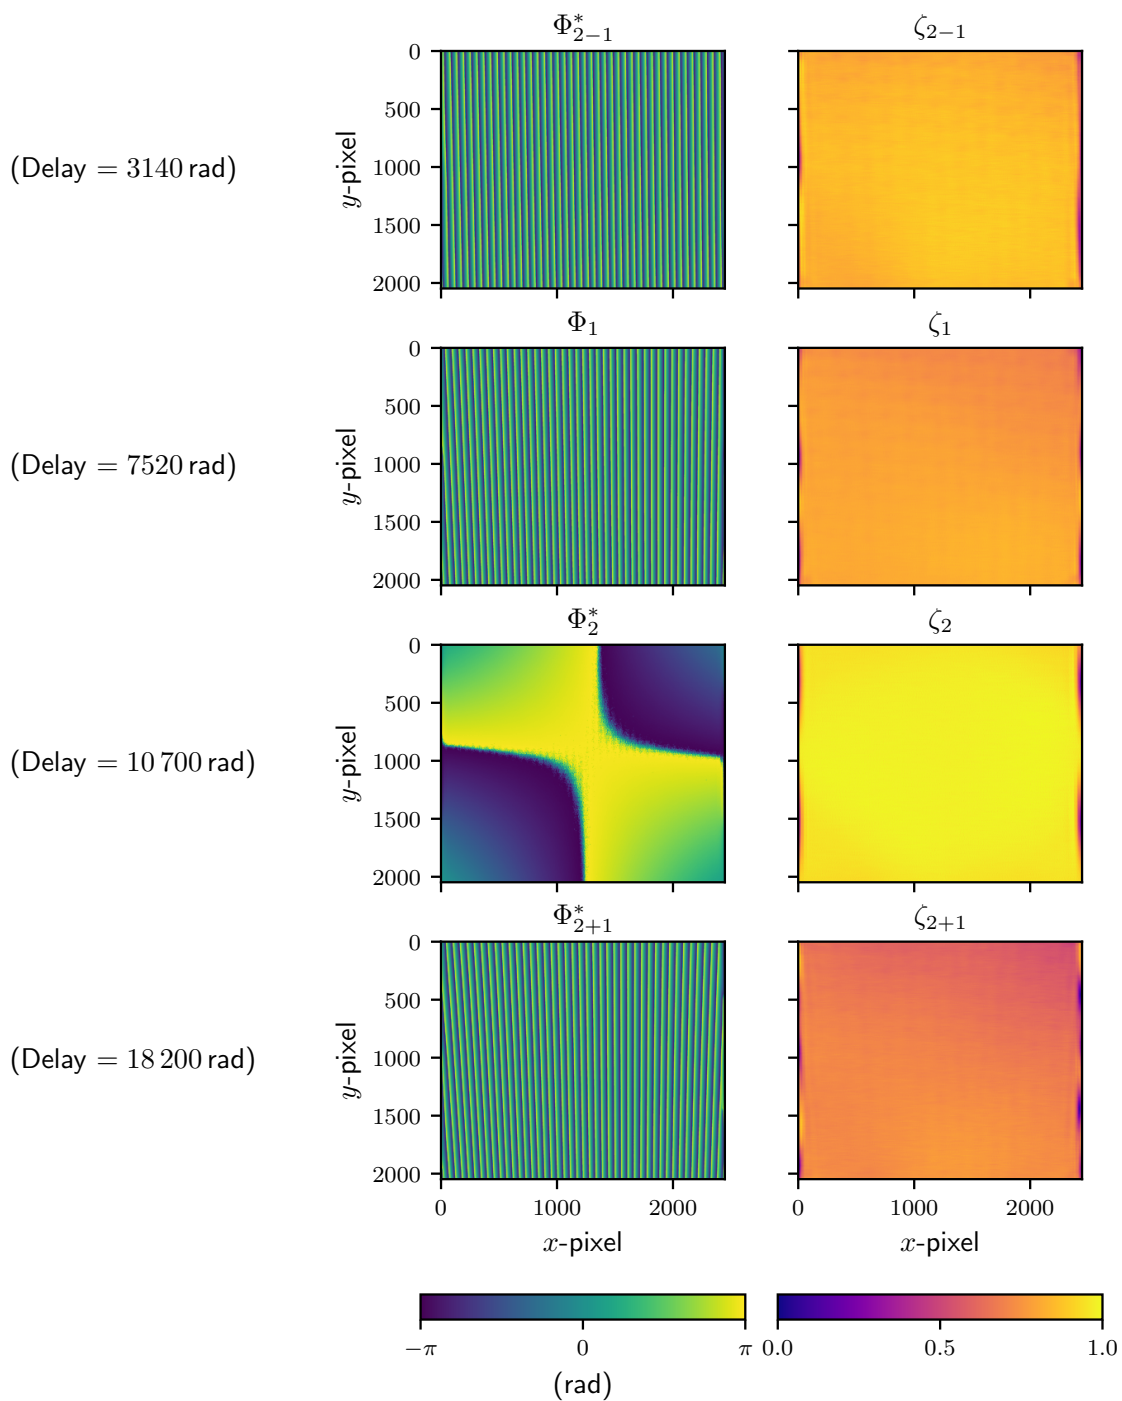 Φ*₂₋₁ ζ₂₋₁
(Delay = 3140 rad)
y-pixel
0
500
1000
1500
2000
Φ₁ ζ₁
(Delay = 7520 rad)
y-pixel
0
500
1000
1500
2000
Φ*₂ ζ₂
(Delay = 10 700 rad)
y-pixel
0
500
1000
1500
2000
Φ*₂₊₁ ζ₂₊₁
(Delay = 18 200 rad)
y-pixel
0
500
1000
1500
2000
0 1000 2000 0 1000 2000
x-pixel x-pixel
−π 0 π 0.0 0.5 1.0
(rad)